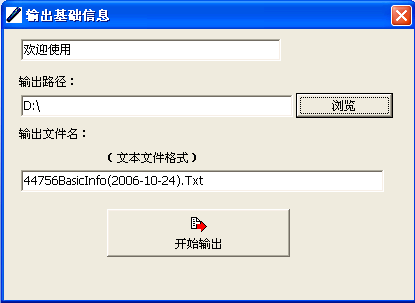 输出基础信息
欢迎使用
输出路径：
D:\ 浏览
输出文件名：
（文本文件格式）
44756BasicInfo(2006-10-24).Txt
开始输出